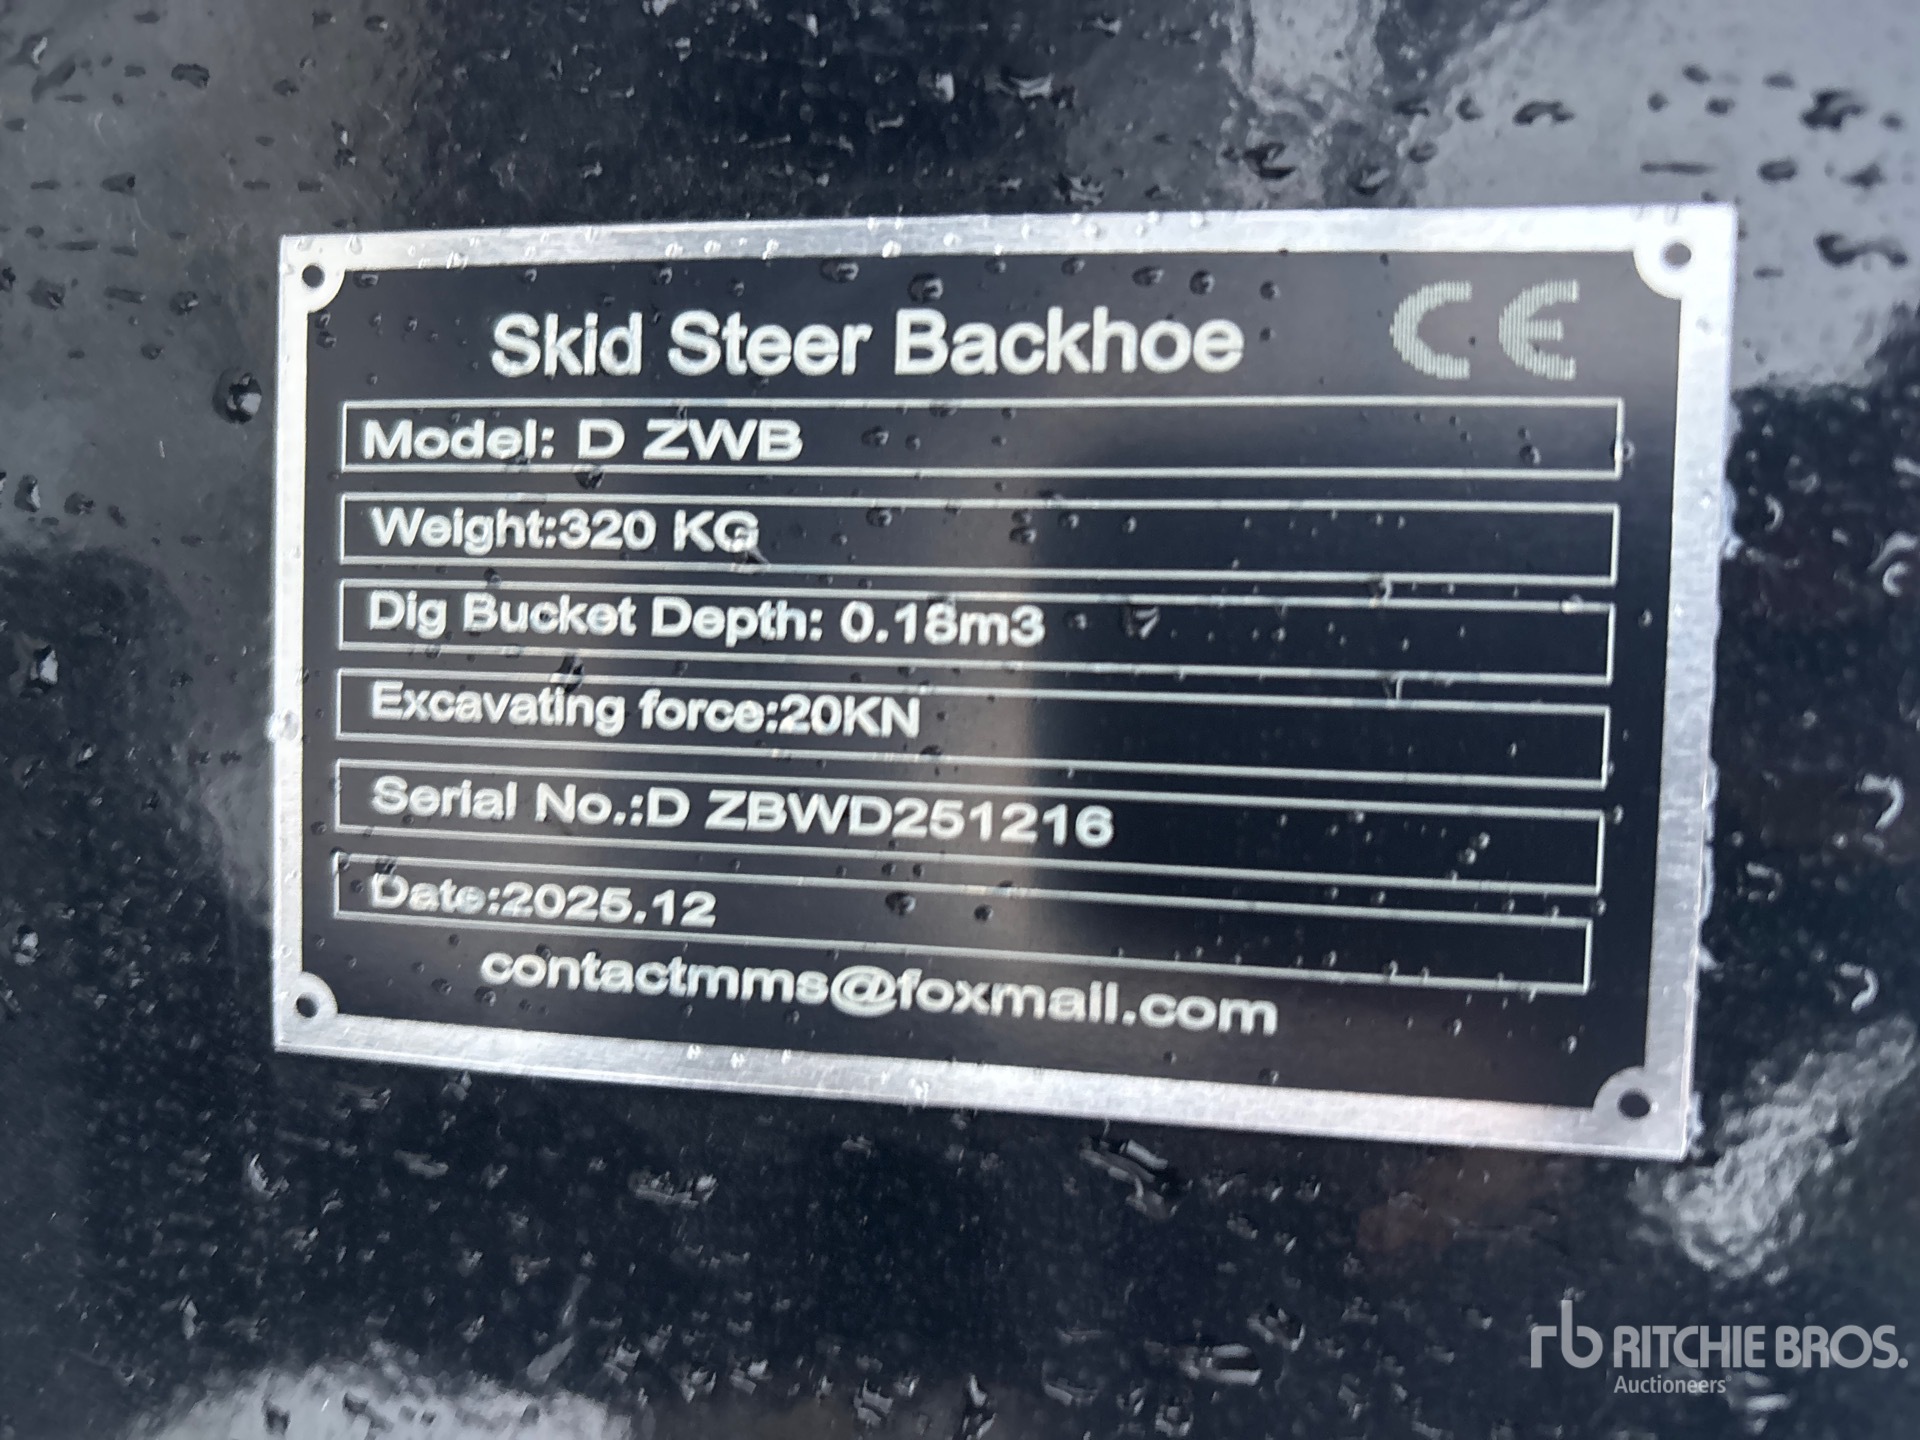 Skid Steer Backhoe CE
Model: D ZWB
Weight:320 KG
Dig Bucket Depth: 0.18m3
Excavating force:20KN
Serial No.:D ZBWD251216
Date:2025.12
contactmms@foxmail.com
rb RITCHIE BROS.
Auctioneers